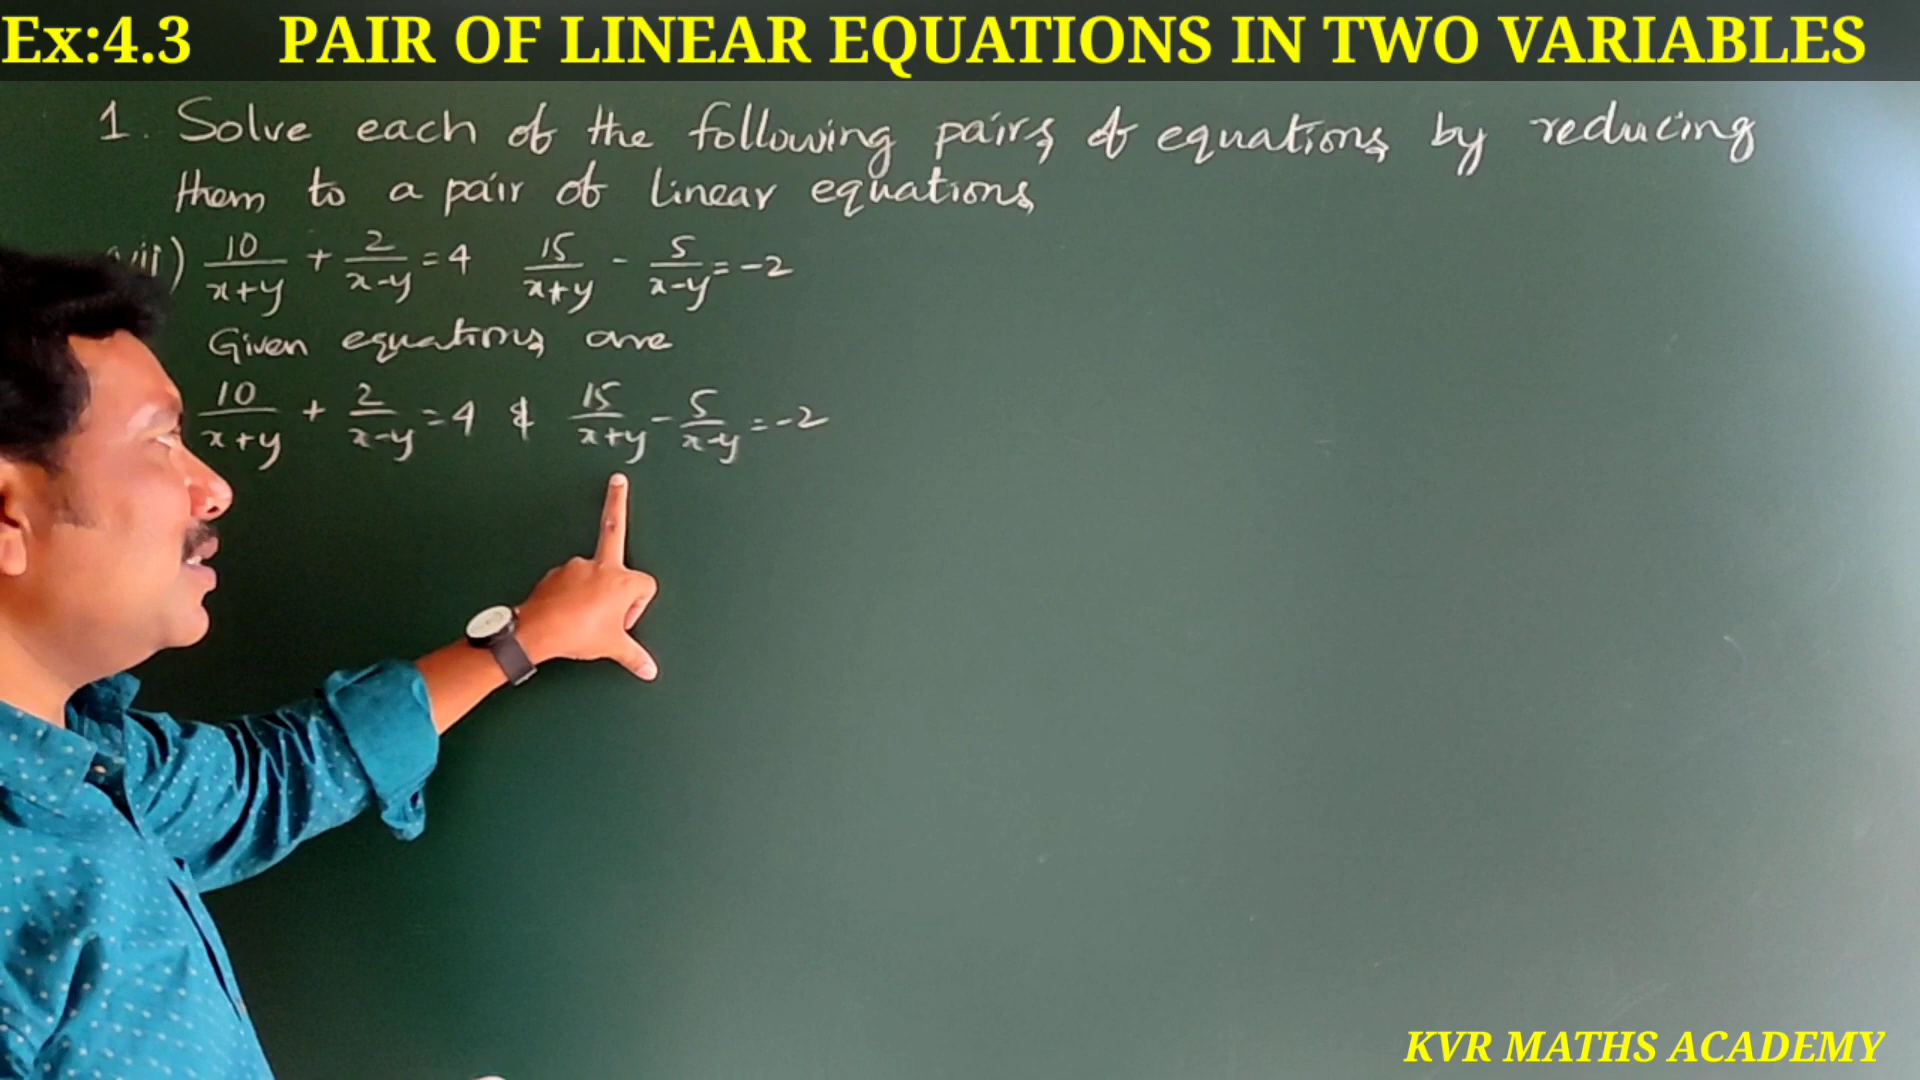 Ex:4.3 PAIR OF LINEAR EQUATIONS IN TWO VARIABLES
1. Solve each of the following pairs of equations by reducing
them to a pair of linear equations
) 10/x+y + 2/x-y = 4 15/x+y - 5/x-y = -2
Given equations are
10/x+y + 2/x-y = 4 & 15/x+y - 5/x-y = -2
KVR MATHS ACADEMY